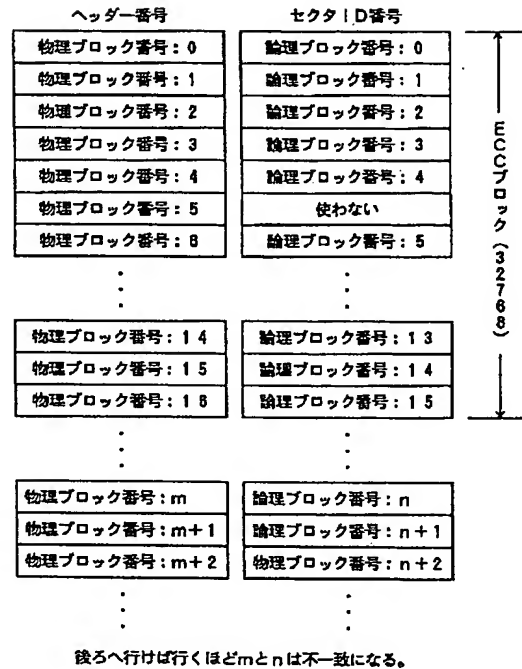 ヘッダー番号 セクタID番号
物理ブロック番号:0 論理ブロック番号:0
物理ブロック番号:1 論理ブロック番号:1
物理ブロック番号:2 論理ブロック番号:2
物理ブロック番号:3 論理ブロック番号:3
物理ブロック番号:4 論理ブロック番号:4
物理ブロック番号:5 使わない
物理ブロック番号:6 論理ブロック番号:5
物理ブロック番号:14 論理ブロック番号:13
物理ブロック番号:15 論理ブロック番号:14
物理ブロック番号:16 論理ブロック番号:15
ECCブロック(32768)
物理ブロック番号:m 論理ブロック番号:n
物理ブロック番号:m+1 論理ブロック番号:n+1
物理ブロック番号:m+2 物理ブロック番号:n+2
後ろへ行けば行くほどmとnは不一致になる。